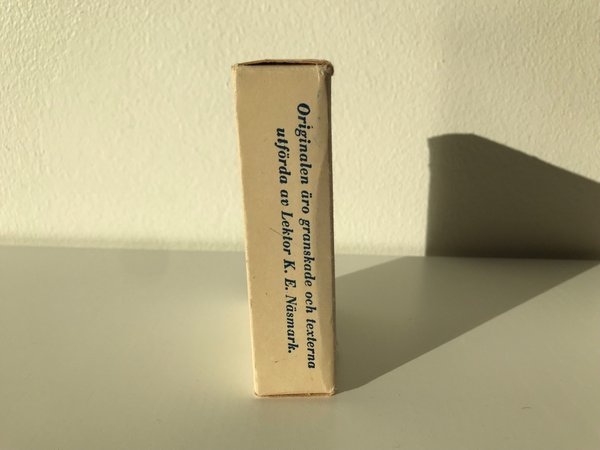 Originalen äro granskade och texterna
utförda av Lektor K. E. Näsmark.